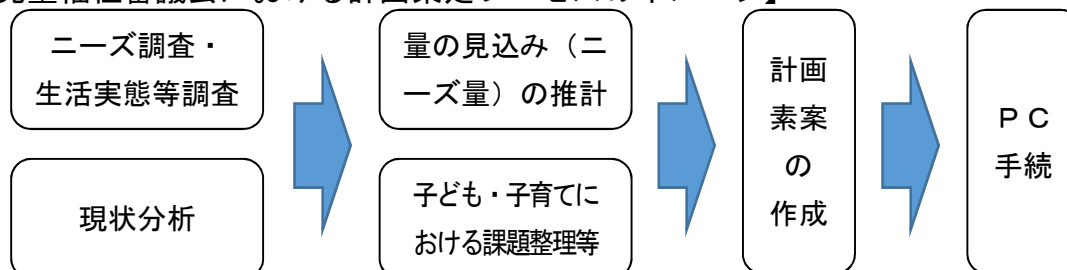 ニーズ調査・
生活実態等調査
現状分析
量の見込み（ニ
ーズ量）の推計
子ども・子育てに
おける課題整理等
計画
素案
の
作成
ＰＣ
手続